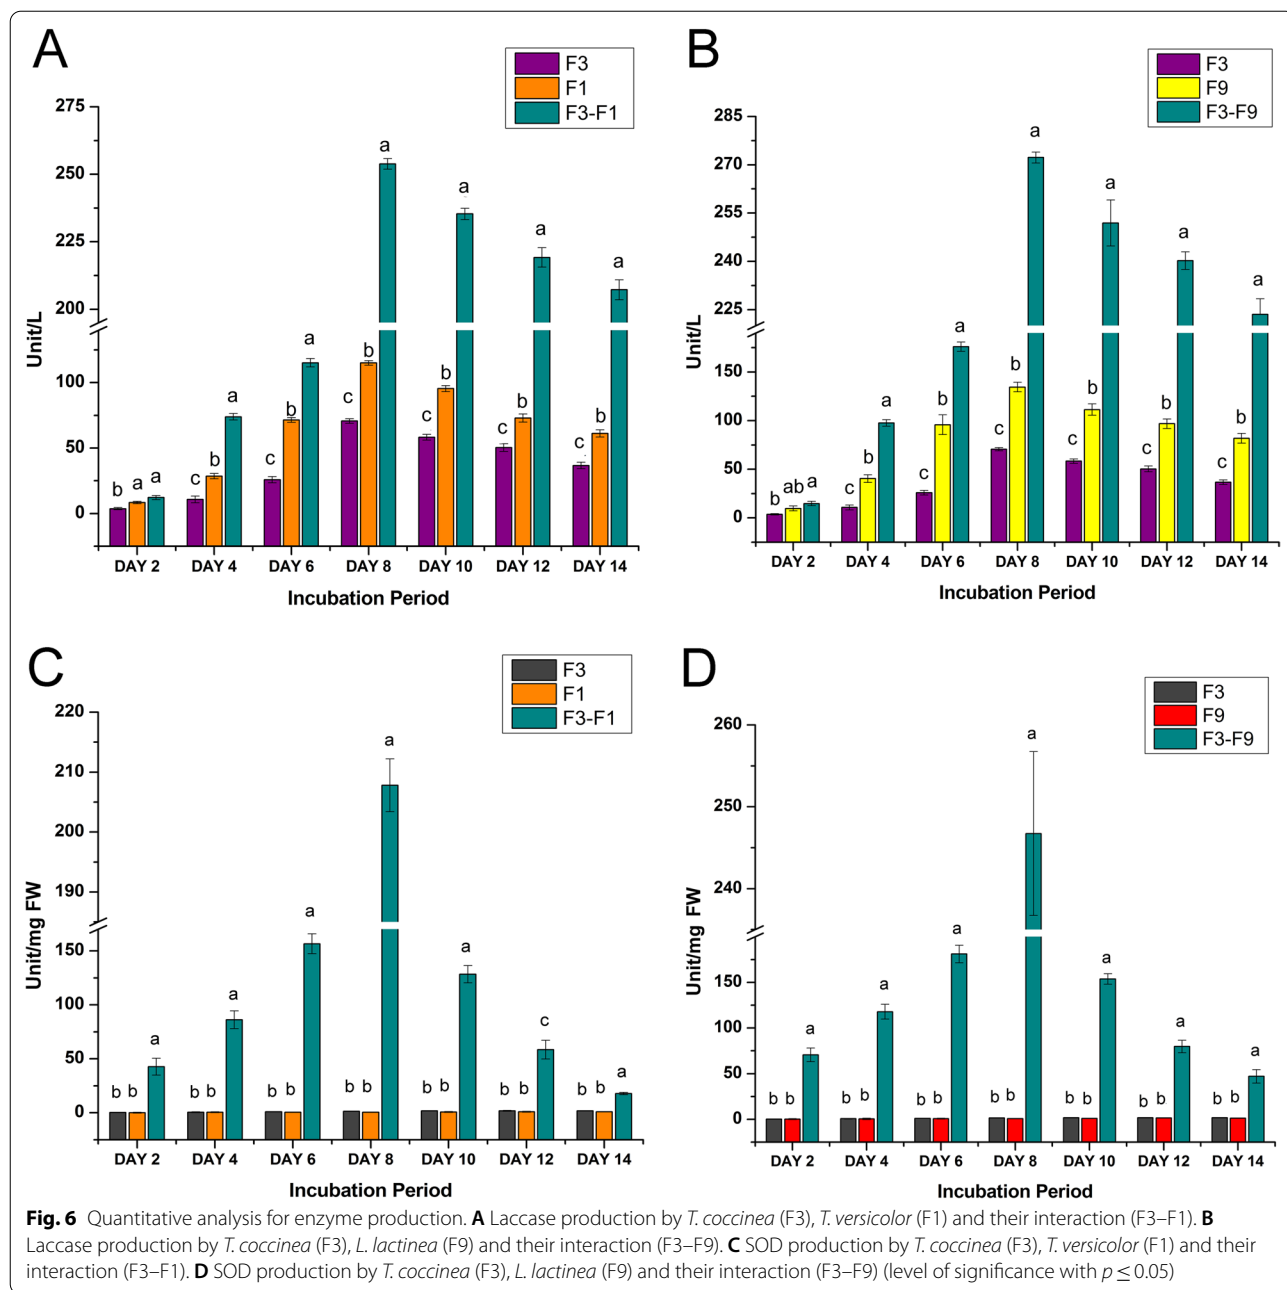 A
F3
F1
F3-F1
275
250
225
200
100
50
0
Unit/L
b a a
c b a
c b a
c b a
c b a
c b a
c b a
DAY 2 DAY 4 DAY 6 DAY 8 DAY 10 DAY 12 DAY 14
Incubation Period
B
F3
F9
F3-F9
285
270
255
240
225
150
100
50
0
Unit/L
b ab a
c b a
c b a
c b a
c b a
c b a
c b a
DAY 2 DAY 4 DAY 6 DAY 8 DAY 10 DAY 12 DAY 14
Incubation Period
C
F3
F1
F3-F1
220
210
200
190
150
100
50
0
Unit/mg FW
b b a
b b a
b b a
b b a
b b a
b b c
b b a
DAY 2 DAY 4 DAY 6 DAY 8 DAY 10 DAY 12 DAY 14
Incubation Period
D
F3
F9
F3-F9
260
250
240
150
100
50
0
Unit/mg FW
b b a
b b a
b b a
b b a
b b a
b b a
b b a
DAY 2 DAY 4 DAY 6 DAY 8 DAY 10 DAY 12 DAY 14
Incubation Period
Fig. 6 Quantitative analysis for enzyme production. A Laccase production by T. coccinea (F3), T. versicolor (F1) and their interaction (F3–F1). B
Laccase production by T. coccinea (F3), L. lactinea (F9) and their interaction (F3–F9). C SOD production by T. coccinea (F3), T. versicolor (F1) and their
interaction (F3–F1). D SOD production by T. coccinea (F3), L. lactinea (F9) and their interaction (F3–F9) (level of significance with p ≤ 0.05)